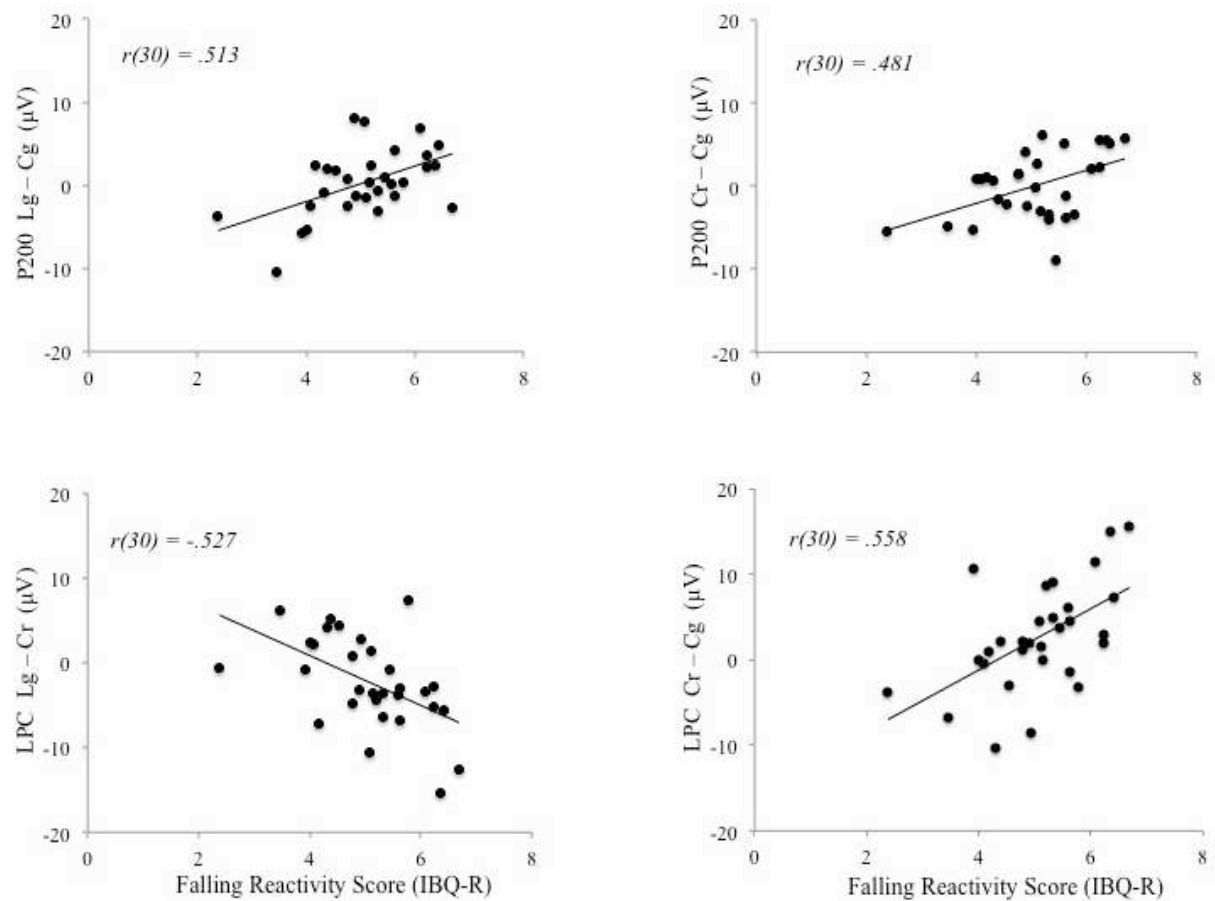 20
10
0
-10
-20
P200 Lg – Cg (µV)
r(30) = .513
0 2 4 6 8
20
10
0
-10
-20
P200 Cr – Cg (µV)
r(30) = .481
0 2 4 6 8
20
10
0
-10
-20
LPC Lg – Cr (µV)
r(30) = -.527
0 2 4 6 8
Falling Reactivity Score (IBQ-R)
20
10
0
-10
-20
LPC Cr – Cg (µV)
r(30) = .558
0 2 4 6 8
Falling Reactivity Score (IBQ-R)